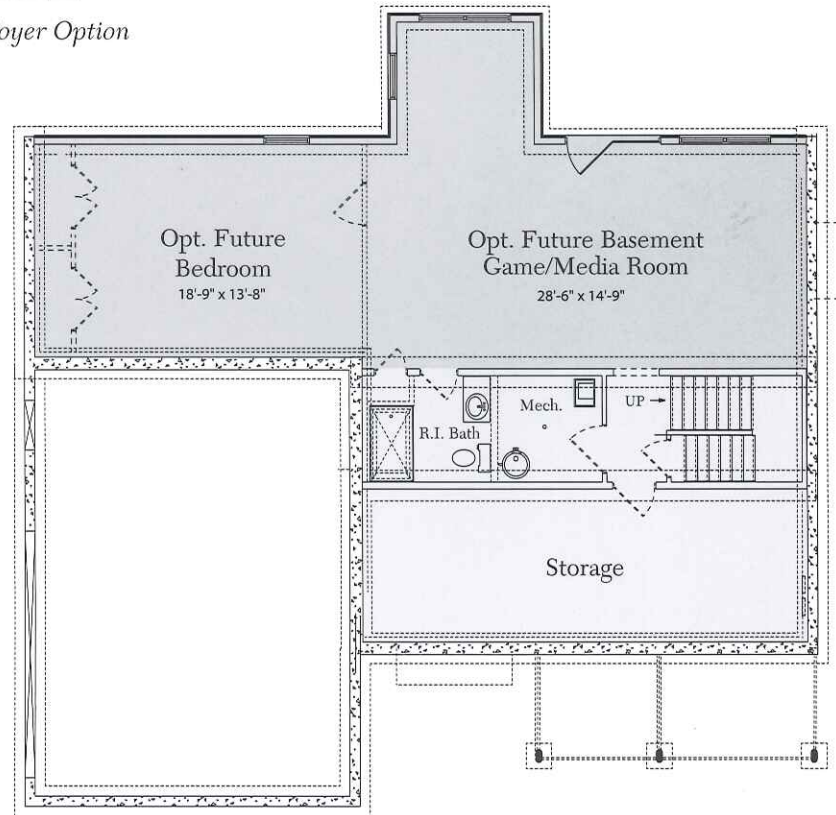 oyer Option
Opt. Future
Bedroom
18'-9" x 13'-8"
Opt. Future Basement
Game/Media Room
28'-6" x 14'-9"
R.I. Bath
Mech.
UP
Storage